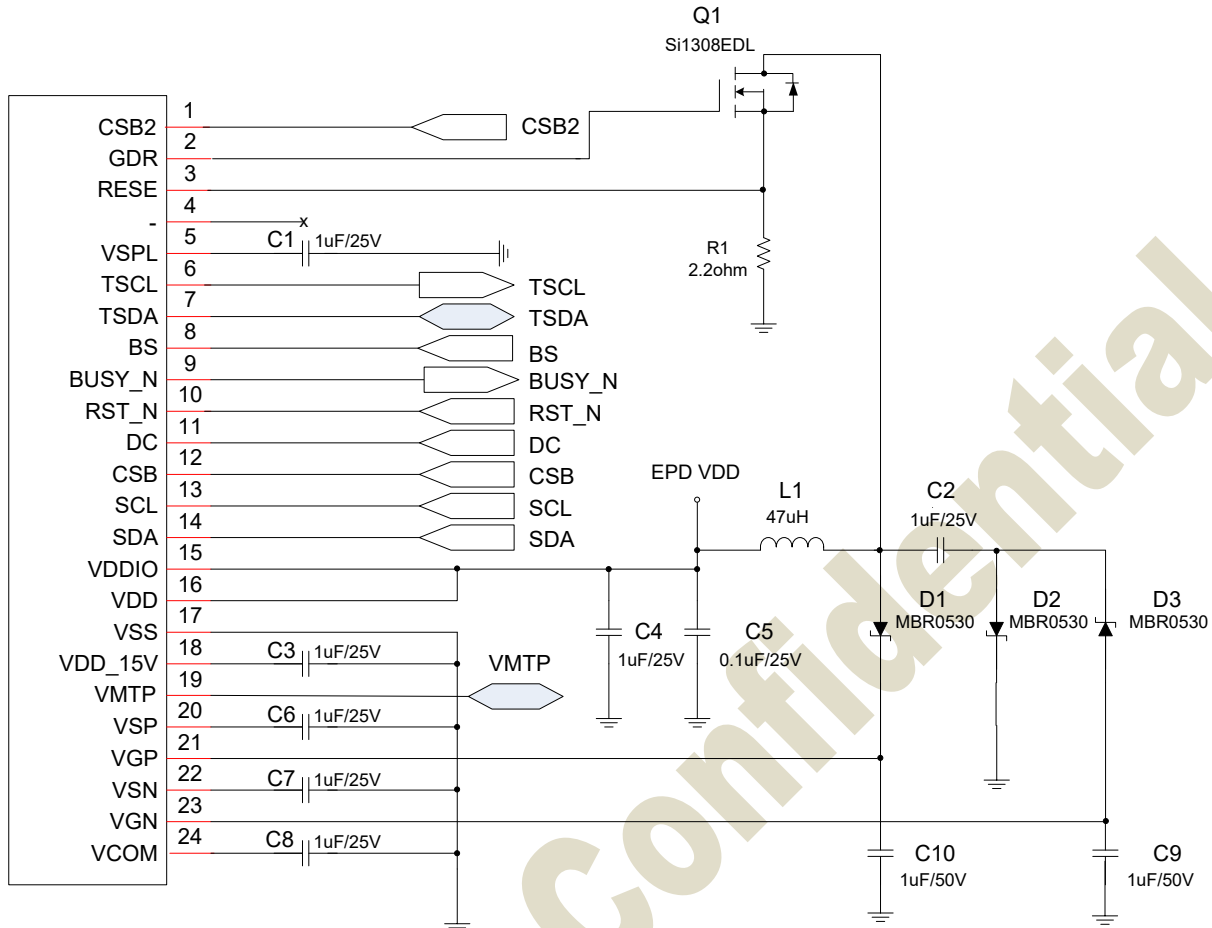 Q1
Si1308EDL
CSB2 1 CSB2
GDR 2
RESE 3
- 4 x
VSPL 5 C1 1uF/25V
TSCL 6 TSCL
TSDA 7 TSDA
BS 8 BS
BUSY_N 9 BUSY_N
RST_N 10 RST_N
DC 11 DC
CSB 12 CSB
SCL 13 SCL
SDA 14 SDA
VDDIO 15
VDD 16
VSS 17
VDD_15V 18 C3 1uF/25V
VMTP 19 VMTP
VSP 20 C6 1uF/25V
VGP 21
VSN 22 C7 1uF/25V
VGN 23
VCOM 24 C8 1uF/25V
R1
2.2ohm
EPD VDD
L1
47uH
C2
1uF/25V
D1
MBR0530
D2
MBR0530
D3
MBR0530
C4
1uF/25V
C5
0.1uF/25V
C10
1uF/50V
C9
1uF/50V
Confidential